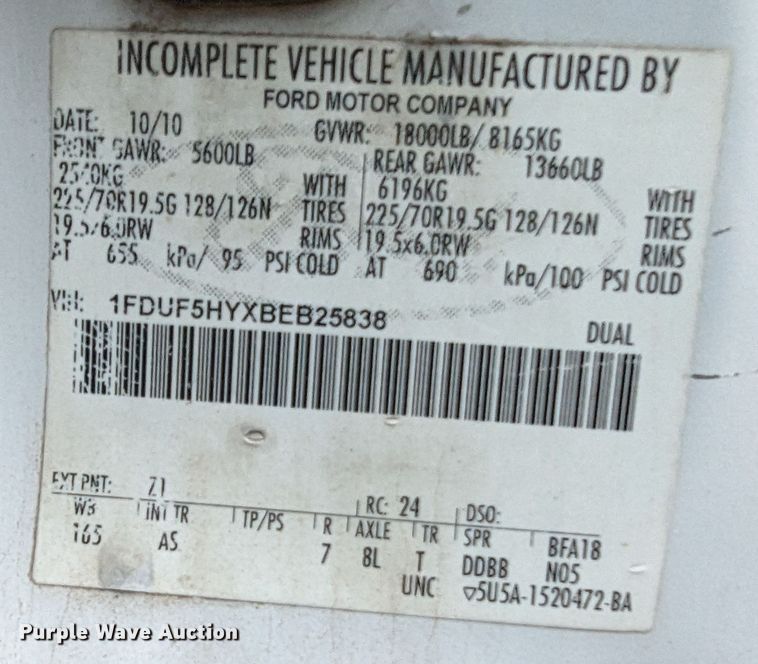 INCOMPLETE VEHICLE MANUFACTURED BY
FORD MOTOR COMPANY
DATE: 10/10 GVWR: 18000LB/ 8165KG
FRONT GAWR: 5600LB REAR GAWR: 13660LB
2540KG WITH 6196KG WITH
225/70R19.5G 128/126N TIRES 225/70R19.5G 128/126N TIRES
19.5x6.0RW RIMS 19.5x6.0RW RIMS
AT 655 kPa/ 95 PSI COLD AT 690 kPa/100 PSI COLD
VIN: 1FDUF5HYXBEB25838 DUAL
EXT PNT: Z1 RC: 24 DSO:
WB INT TR TP/PS R AXLE TR SPR BFA18
165 AS 7 8L T DDBB N05
UNC ▽5U5A-1520472-BA
Purple Wave Auction